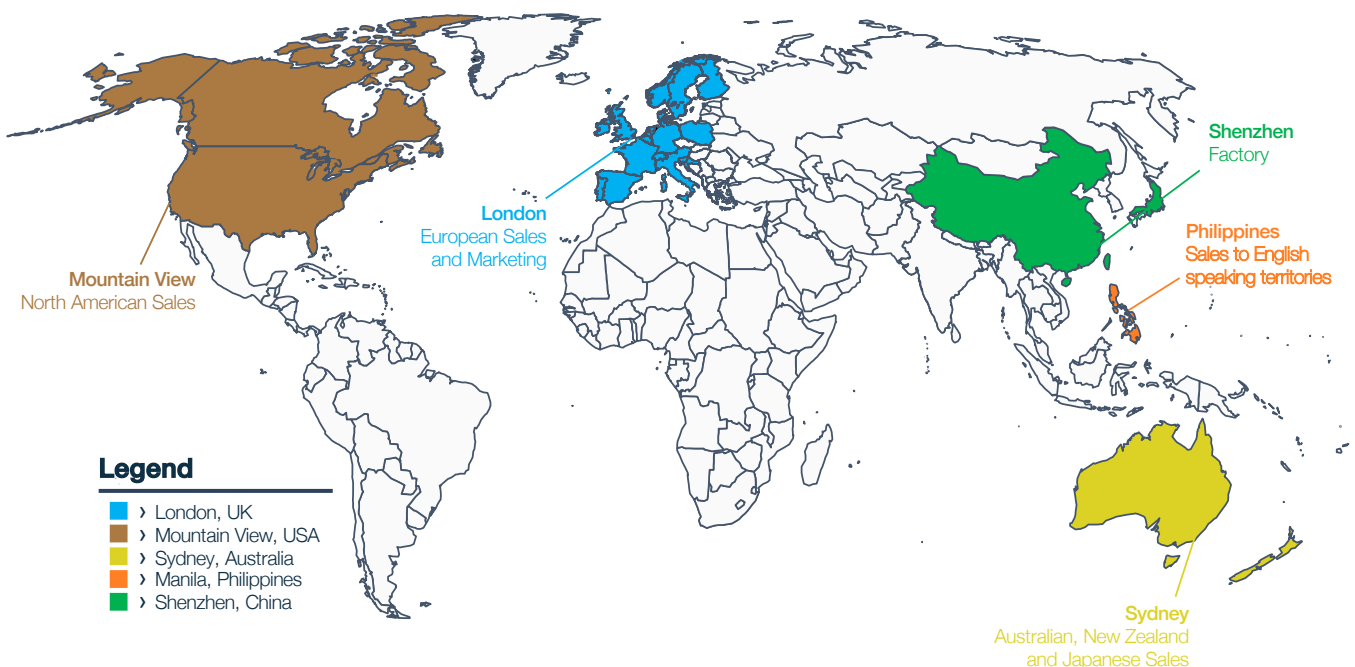 Shenzhen
Factory
Philippines
Sales to English
speaking territories
London
European Sales
and Marketing
Mountain View
North American Sales
Legend
› London, UK
› Mountain View, USA
› Sydney, Australia
› Manila, Philippines
› Shenzhen, China
Sydney
Australian, New Zealand
and Japanese Sales